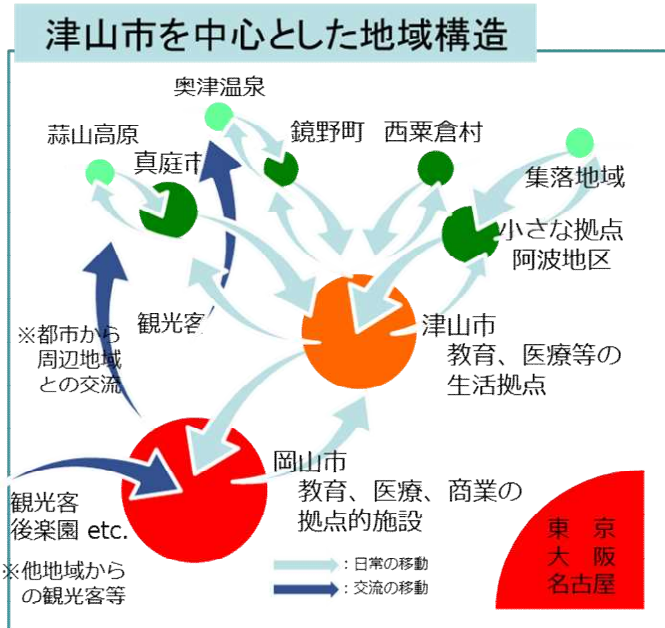 津山市を中心とした地域構造
奥津温泉
蒜山高原
鏡野町
西粟倉村
真庭市
集落地域
小さな拠点
阿波地区
観光客
※都市から
周辺地域
との交流
津山市
教育、医療等の
生活拠点
岡山市
教育、医療、商業の
拠点的施設
観光客
後楽園 etc.
※他地域から
の観光客等
：日常の移動
：交流の移動
東　京
大　阪
名古屋